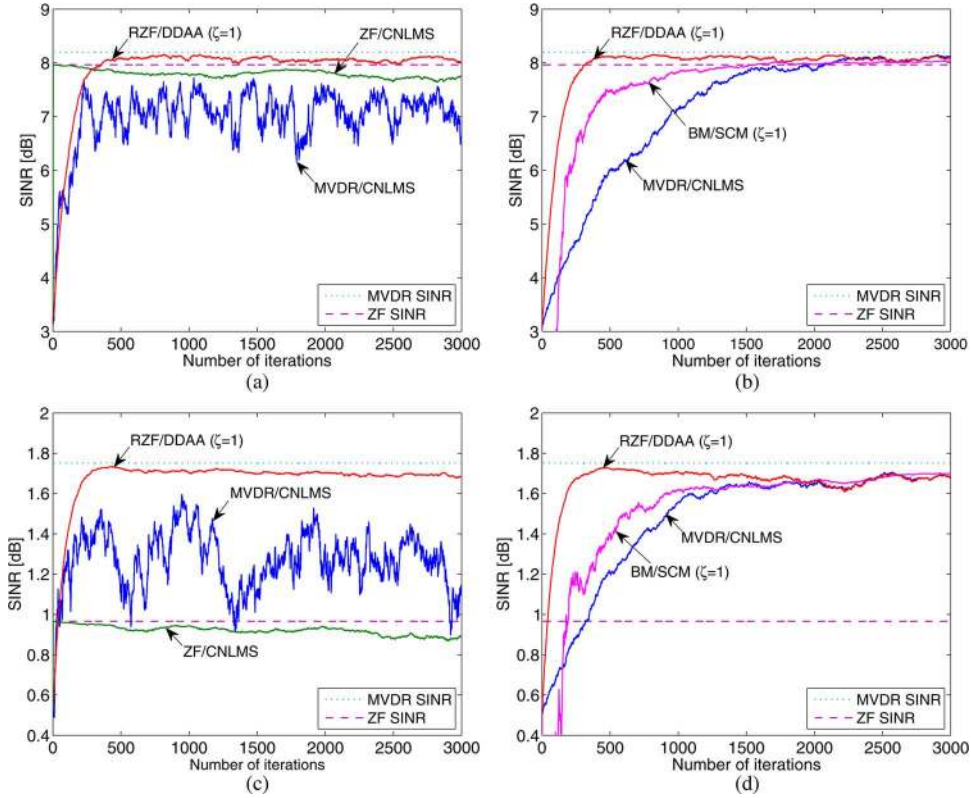 RZF/DDAA (ζ=1)
ZF/CNLMS
MVDR/CNLMS
MVDR SINR
ZF SINR
SINR [dB]
9
8
7
6
5
4
3
0 500 1000 1500 2000 2500 3000
Number of iterations
(a)
RZF/DDAA (ζ=1)
BM/SCM (ζ=1)
MVDR/CNLMS
MVDR SINR
ZF SINR
SINR [dB]
9
8
7
6
5
4
3
0 500 1000 1500 2000 2500 3000
Number of iterations
(b)
RZF/DDAA (ζ=1)
MVDR/CNLMS
ZF/CNLMS
MVDR SINR
ZF SINR
SINR [dB]
2
1.8
1.6
1.4
1.2
1
0.8
0.6
0.4
0 500 1000 1500 2000 2500 3000
Number of iterations
(c)
RZF/DDAA (ζ=1)
MVDR/CNLMS
BM/SCM (ζ=1)
MVDR SINR
ZF SINR
SINR [dB]
2
1.8
1.6
1.4
1.2
1
0.8
0.6
0.4
0 500 1000 1500 2000 2500 3000
Number of iterations
(d)